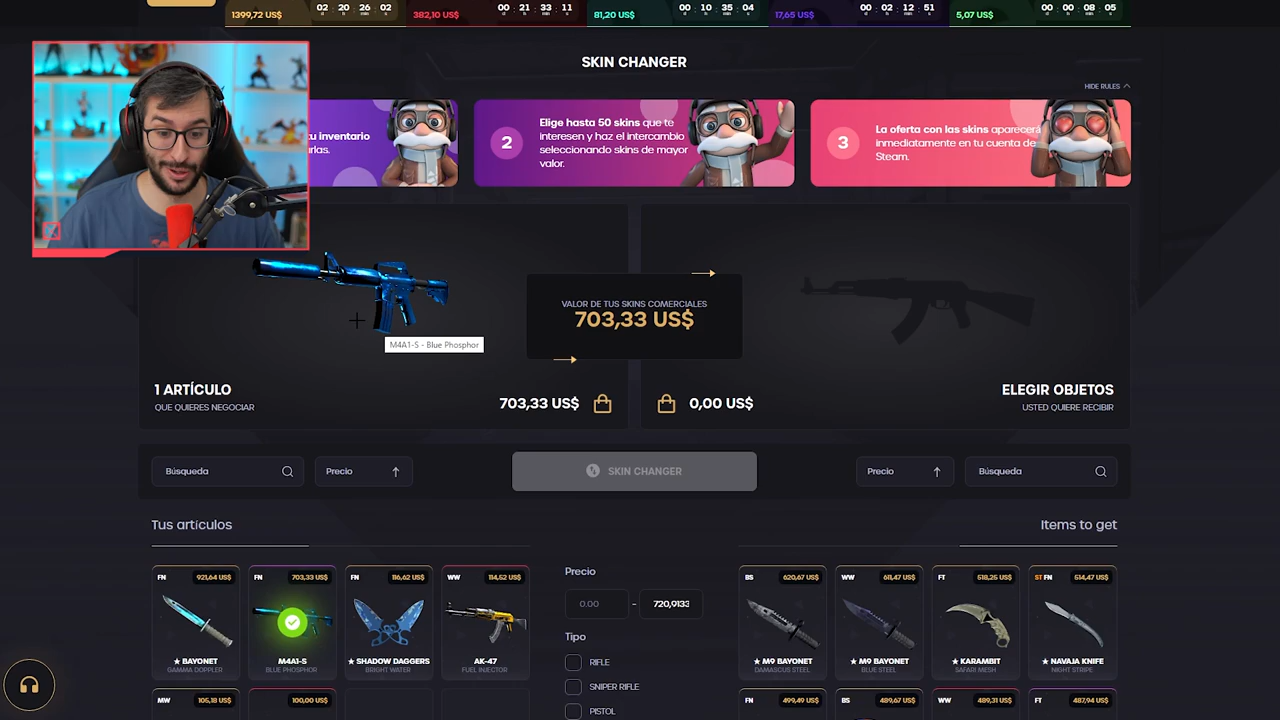 1399,72 US$
02 : 20 : 26 : 02
d h min s
382,10 US$
00 : 21 : 33 : 11
d h min s
81,20 US$
00 : 10 : 35 : 04
d h min s
17,65 US$
00 : 02 : 12 : 51
d h min s
5,07 US$
00 : 00 : 08 : 05
d h min s
SKIN CHANGER
HIDE RULES
tu inventario
arlas.
2
Elige hasta 50 skins que te
interesen y haz el intercambio
seleccionando skins de mayor
valor.
3
La oferta con las skins aparecerá
inmediatamente en tu cuenta de
Steam.
VALOR DE TUS SKINS COMERCIALES
703,33 US$
M4A1-S - Blue Phosphor
1 ARTÍCULO
QUE QUIERES NEGOCIAR
703,33 US$
0,00 US$
ELEGIR OBJETOS
USTED QUIERE RECIBIR
Búsqueda
Precio
SKIN CHANGER
Precio
Búsqueda
Tus artículos
Items to get
FN 921,64 US$
★ BAYONET
GAMMA DOPPLER
FN 703,33 US$
M4A1-S
BLUE PHOSPHOR
FN 116,62 US$
★ SHADOW DAGGERS
BRIGHT WATER
WW 114,52 US$
AK-47
FUEL INJECTOR
Precio
0.00 - 720,9133
Tipo
RIFLE
SNIPER RIFLE
PISTOL
BS 620,67 US$
★ M9 BAYONET
DAMASCUS STEEL
WW 611,47 US$
★ M9 BAYONET
BLUE STEEL
FT 518,25 US$
★ KARAMBIT
SAFARI MESH
ST FN 514,47 US$
★ NAVAJA KNIFE
NIGHT STRIPE
MW 105,18 US$
100,00 US$
FN 499,49 US$
BS 489,67 US$
WW 489,31 US$
FT 487,94 US$